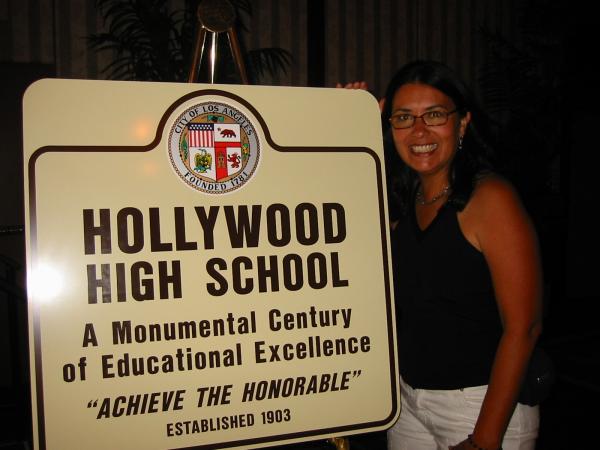 CITY OF LOS ANGELES
FOUNDED 1781
HOLLYWOOD
HIGH SCHOOL
A Monumental Century
of Educational Excellence
"ACHIEVE THE HONORABLE"
ESTABLISHED 1903